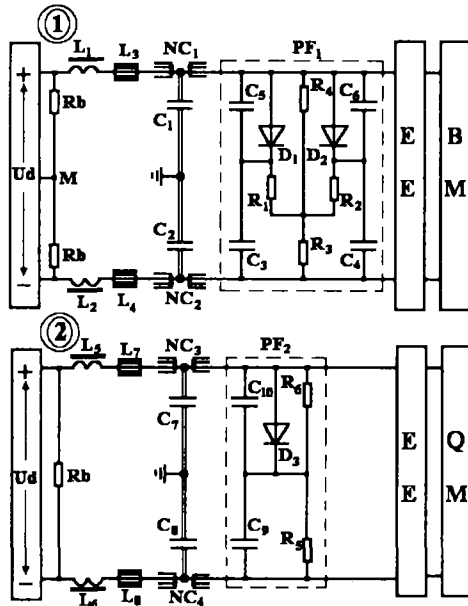 1
L1 L3 NC1 PF1
+
Rb
C1
C5 R4 C6
D1 D2
E B
Ud M
R1 R2
E M
C2
Rb
C3 R3 C4
−
L2 L4 NC2
2
L5 L7 NC3 PF2
+
C10 R6
C7
D3
E Q
Ud Rb
E M
C8 C9 R5
−
L6 L8 NC4